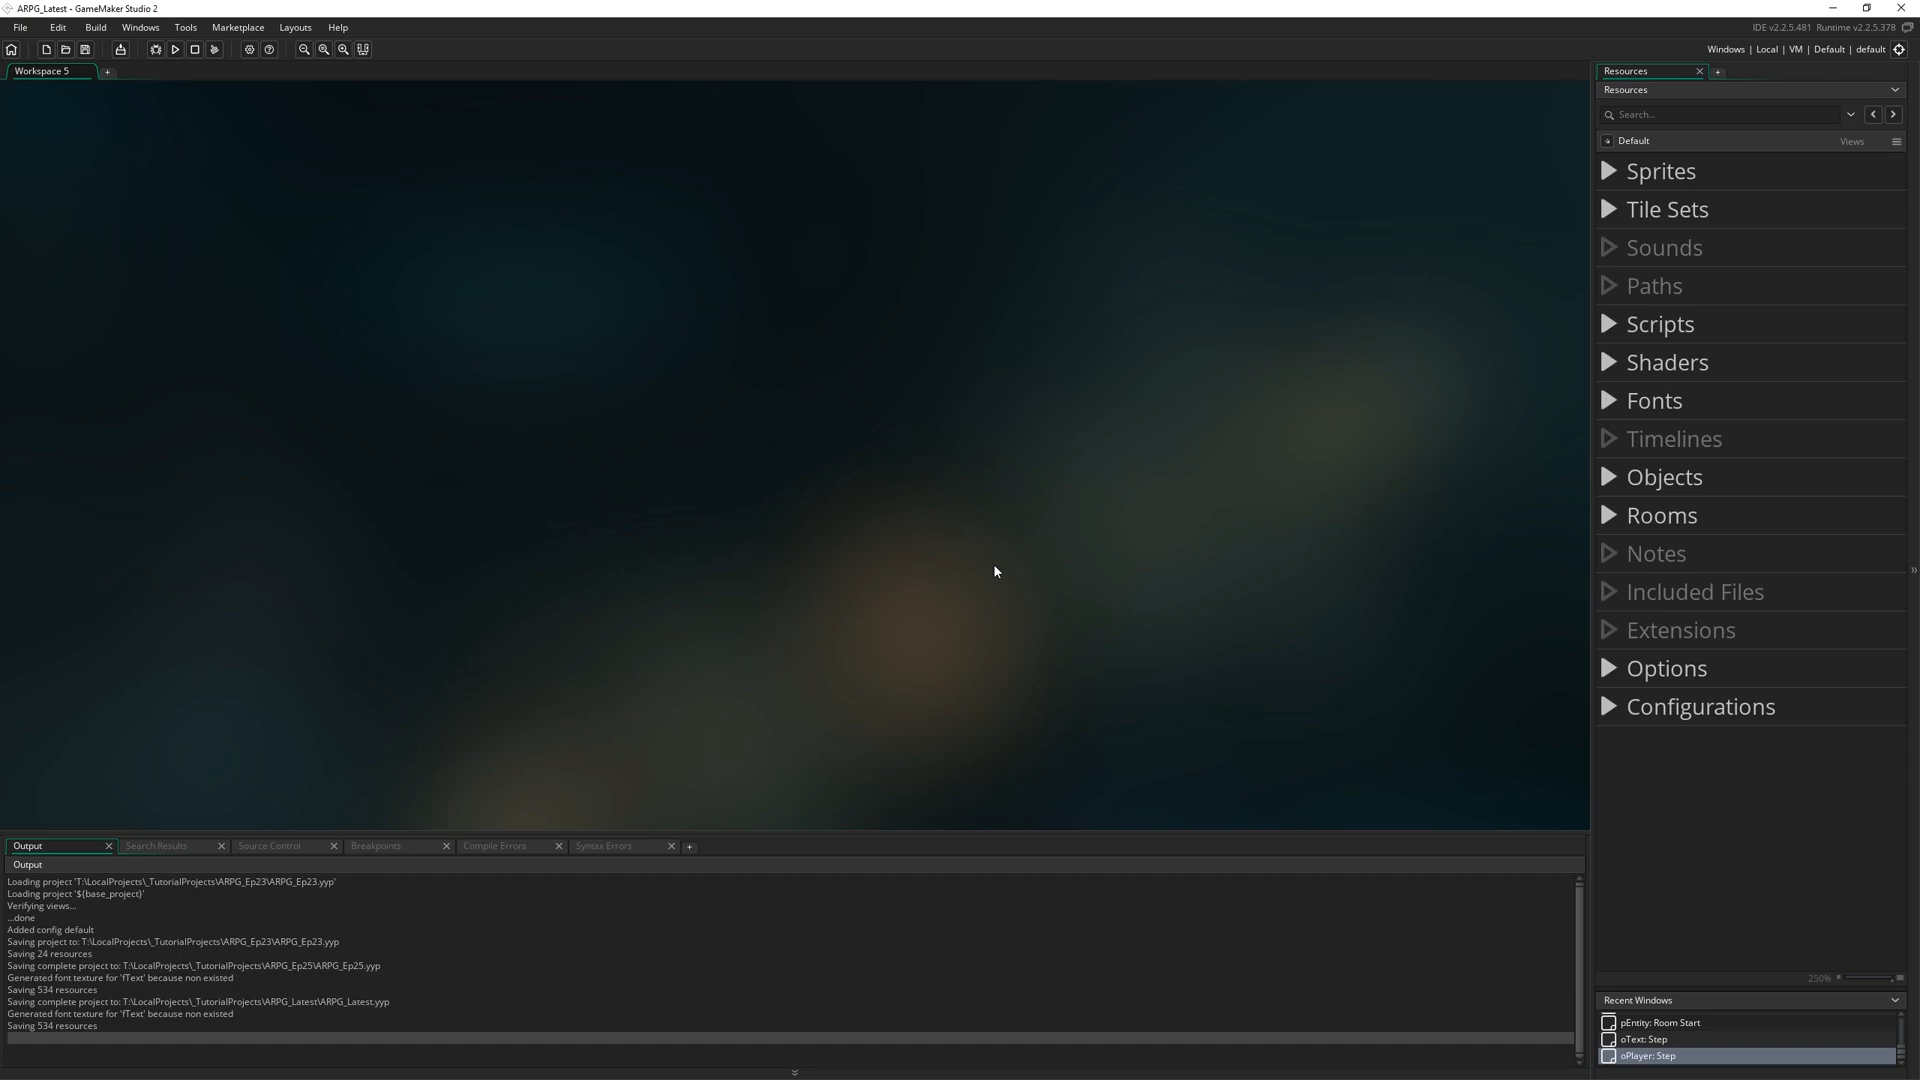 ARPG_Latest - GameMaker Studio 2
File Edit Build Windows Tools Marketplace Layouts Help
IDE v2.2.5.481 Runtime v2.2.5.378
Windows | Local | VM | Default | default
Workspace 5
Resources
Resources
Search...
Default
Views
Sprites
Tile Sets
Sounds
Paths
Scripts
Shaders
Fonts
Timelines
Objects
Rooms
Notes
Included Files
Extensions
Options
Configurations
250%
Recent Windows
pEntity: Room Start
oText: Step
oPlayer: Step
Output Search Results Source Control Breakpoints Compile Errors Syntax Errors
Output
Loading project 'T:\LocalProjects\_TutorialProjects\ARPG_Ep23\ARPG_Ep23.yyp'
Loading project '${base_project}'
Verifying views...
...done
Added config default
Saving project to: T:\LocalProjects\_TutorialProjects\ARPG_Ep23\ARPG_Ep23.yyp
Saving 24 resources
Saving complete project to: T:\LocalProjects\_TutorialProjects\ARPG_Ep25\ARPG_Ep25.yyp
Generated font texture for 'fText' because non existed
Saving 534 resources
Saving complete project to: T:\LocalProjects\_TutorialProjects\ARPG_Latest\ARPG_Latest.yyp
Generated font texture for 'fText' because non existed
Saving 534 resources